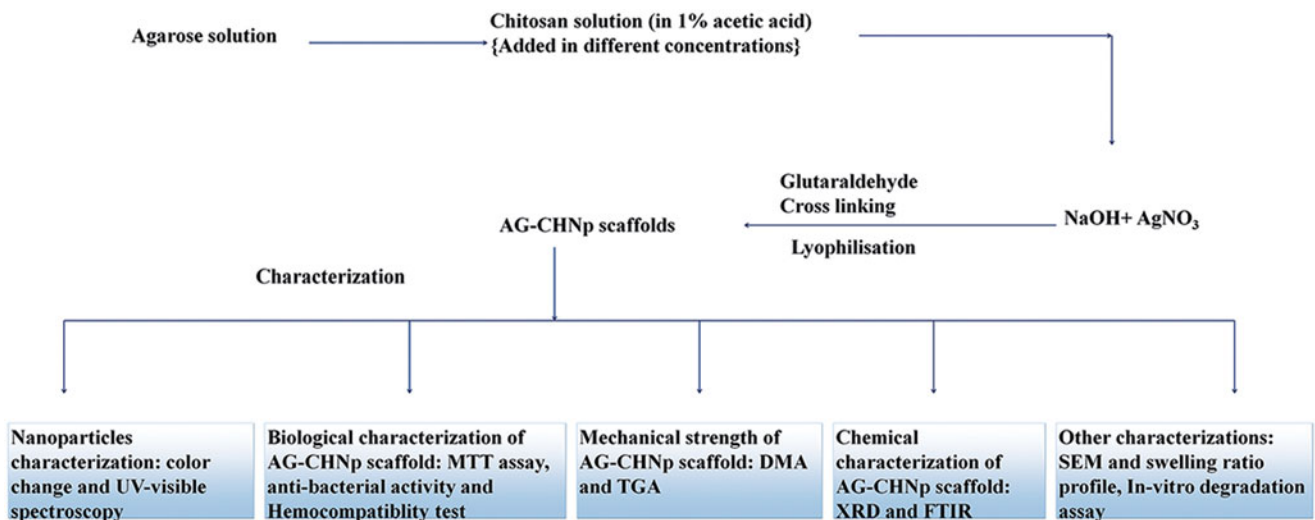 Agarose solution
Chitosan solution (in 1% acetic acid)
{Added in different concentrations}
Glutaraldehyde
Cross linking
NaOH+ AgNO₃
AG-CHNp scaffolds
Lyophilisation
Characterization
Nanoparticles
characterization: color
change and UV-visible
spectroscopy
Biological characterization of
AG-CHNp scaffold: MTT assay,
anti-bacterial activity and
Hemocompatiblity test
Mechanical strength of
AG-CHNp scaffold: DMA
and TGA
Chemical
characterization of
AG-CHNp scaffold:
XRD and FTIR
Other characterizations:
SEM and swelling ratio
profile, In-vitro degradation
assay